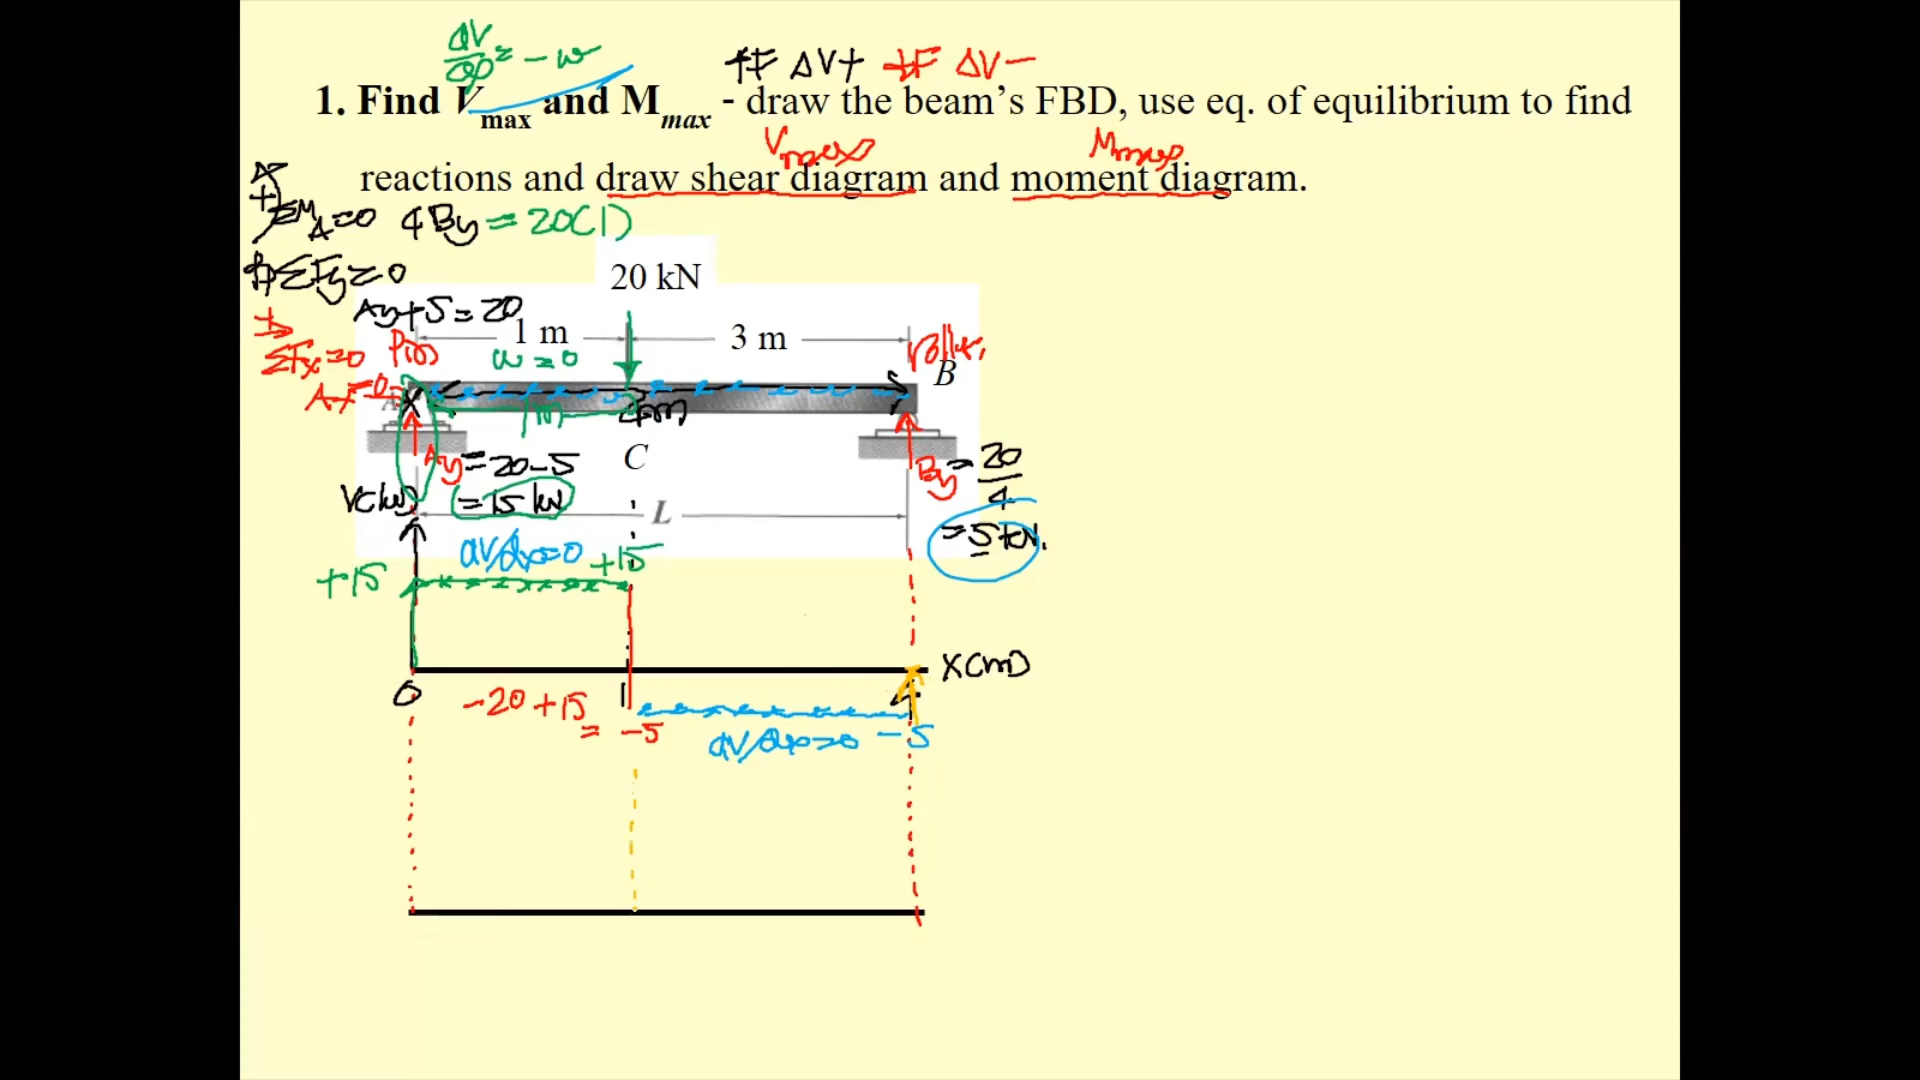 dV/dx = -w
↑F ΔV+ ↓F ΔV-
1. Find Vmax and Mmax - draw the beam's FBD, use eq. of equilibrium to find
Vmax Mmax
reactions and draw shear diagram and moment diagram.
+ ΣMA=0 4By=20(1)
+ ΣFy=0
20 kN
Ay+5=20
+ ΣFx=0
Ax=0
Pin
1 m
3 m
roller
w=0
B
A
1m
4m
C
Ay=20-5
=15 kN
By=20/4
=5kN.
V(kN)
L
dV/dx=0
+15
+15
X(m)
0
1
4
-20+15
= -5
dV/dx=0
-5